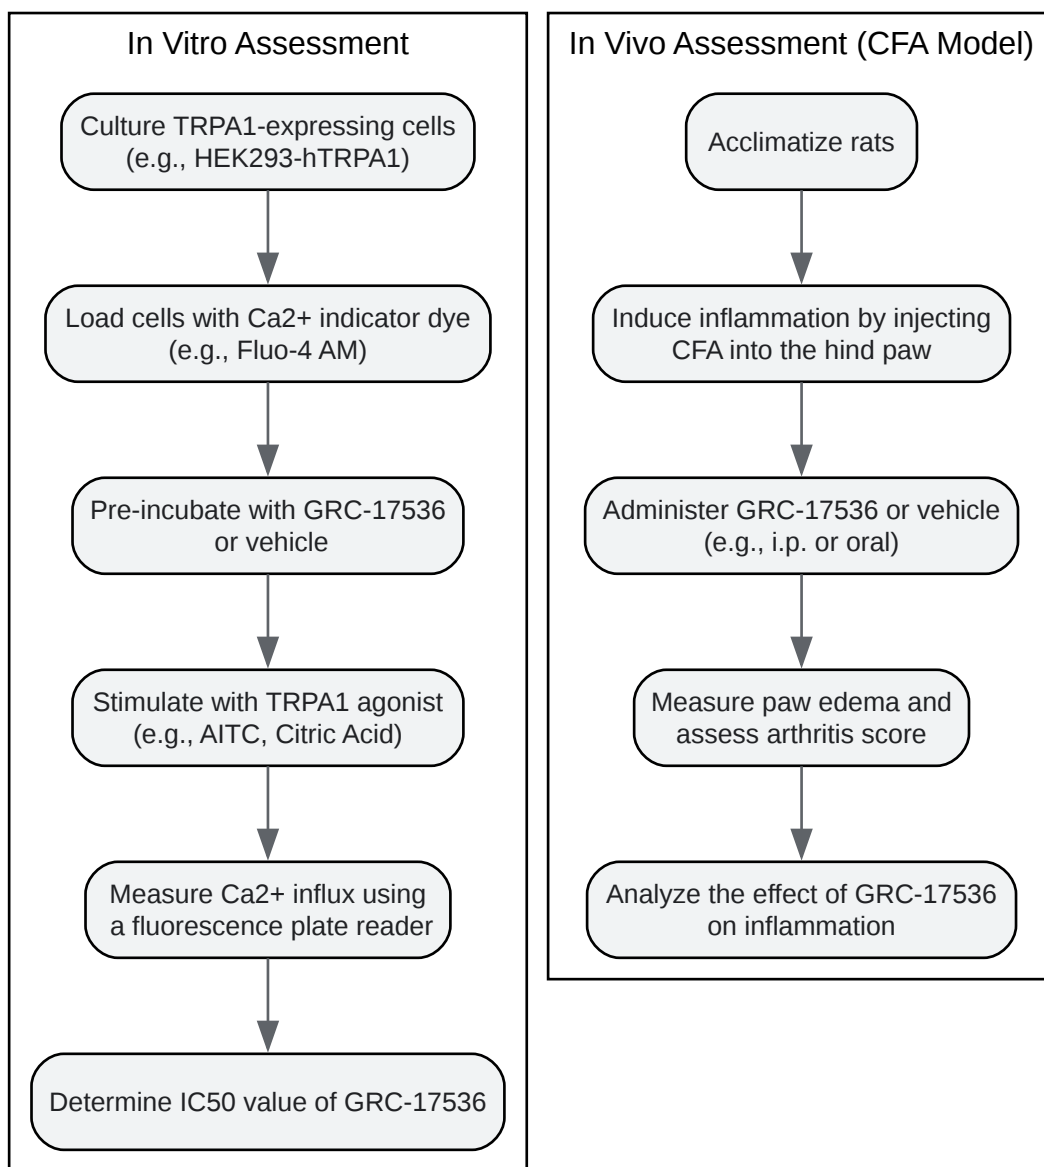 In Vitro Assessment
Culture TRPA1-expressing cells
(e.g., HEK293-hTRPA1)
Load cells with Ca2+ indicator dye
(e.g., Fluo-4 AM)
Pre-incubate with GRC-17536
or vehicle
Stimulate with TRPA1 agonist
(e.g., AITC, Citric Acid)
Measure Ca2+ influx using
a fluorescence plate reader
Determine IC50 value of GRC-17536
In Vivo Assessment (CFA Model)
Acclimatize rats
Induce inflammation by injecting
CFA into the hind paw
Administer GRC-17536 or vehicle
(e.g., i.p. or oral)
Measure paw edema and
assess arthritis score
Analyze the effect of GRC-17536
on inflammation